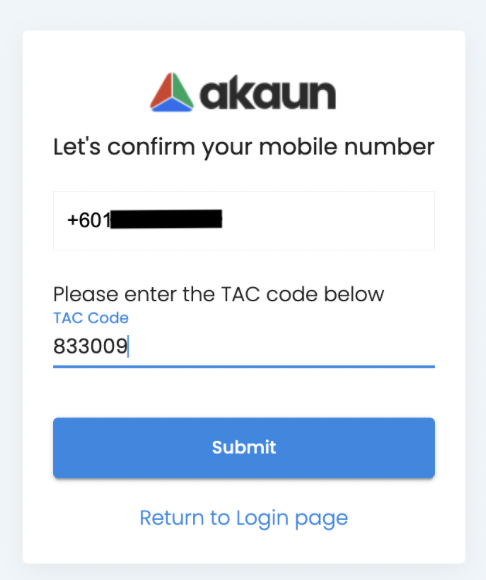 akaun
Let's confirm your mobile number
+601
Please enter the TAC code below
TAC Code
833009
Submit
Return to Login page